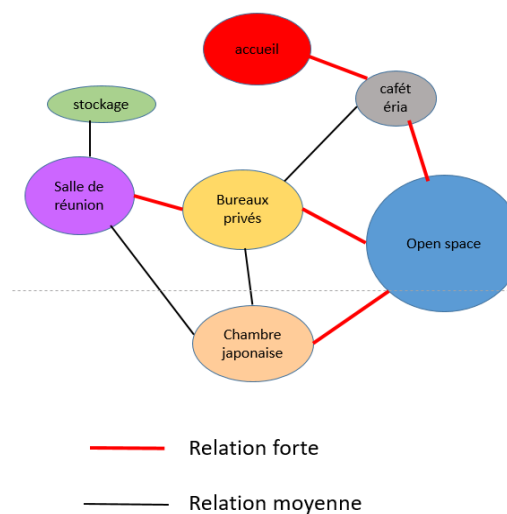 accueil
cafét
éria
stockage
Salle de
réunion
Bureaux
privés
Open space
Chambre
japonaise
Relation forte
Relation moyenne